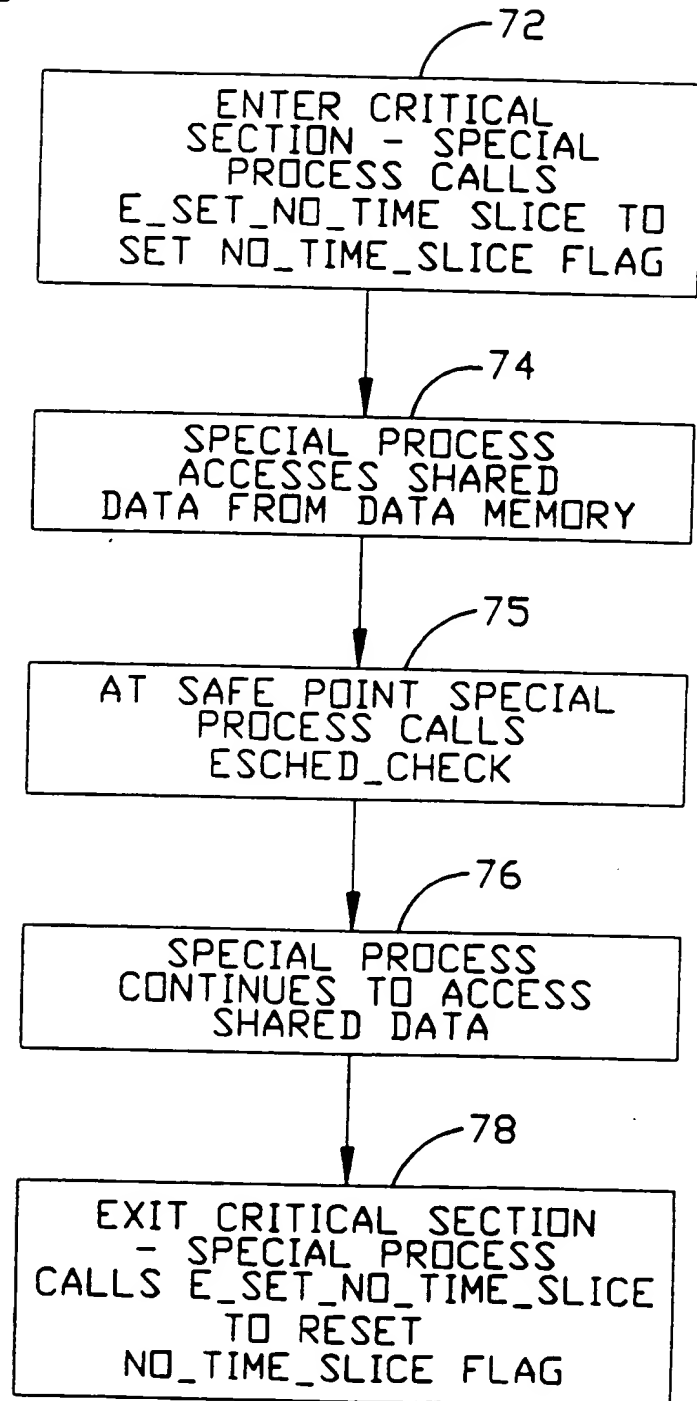 72
ENTER CRITICAL
SECTION - SPECIAL
PROCESS CALLS
E_SET_NO_TIME SLICE TO
SET NO_TIME_SLICE FLAG
74
SPECIAL PROCESS
ACCESSES SHARED
DATA FROM DATA MEMORY
75
AT SAFE POINT SPECIAL
PROCESS CALLS
ESCHED_CHECK
76
SPECIAL PROCESS
CONTINUES TO ACCESS
SHARED DATA
78
EXIT CRITICAL SECTION
- SPECIAL PROCESS
CALLS E_SET_NO_TIME_SLICE
TO RESET
NO_TIME_SLICE FLAG